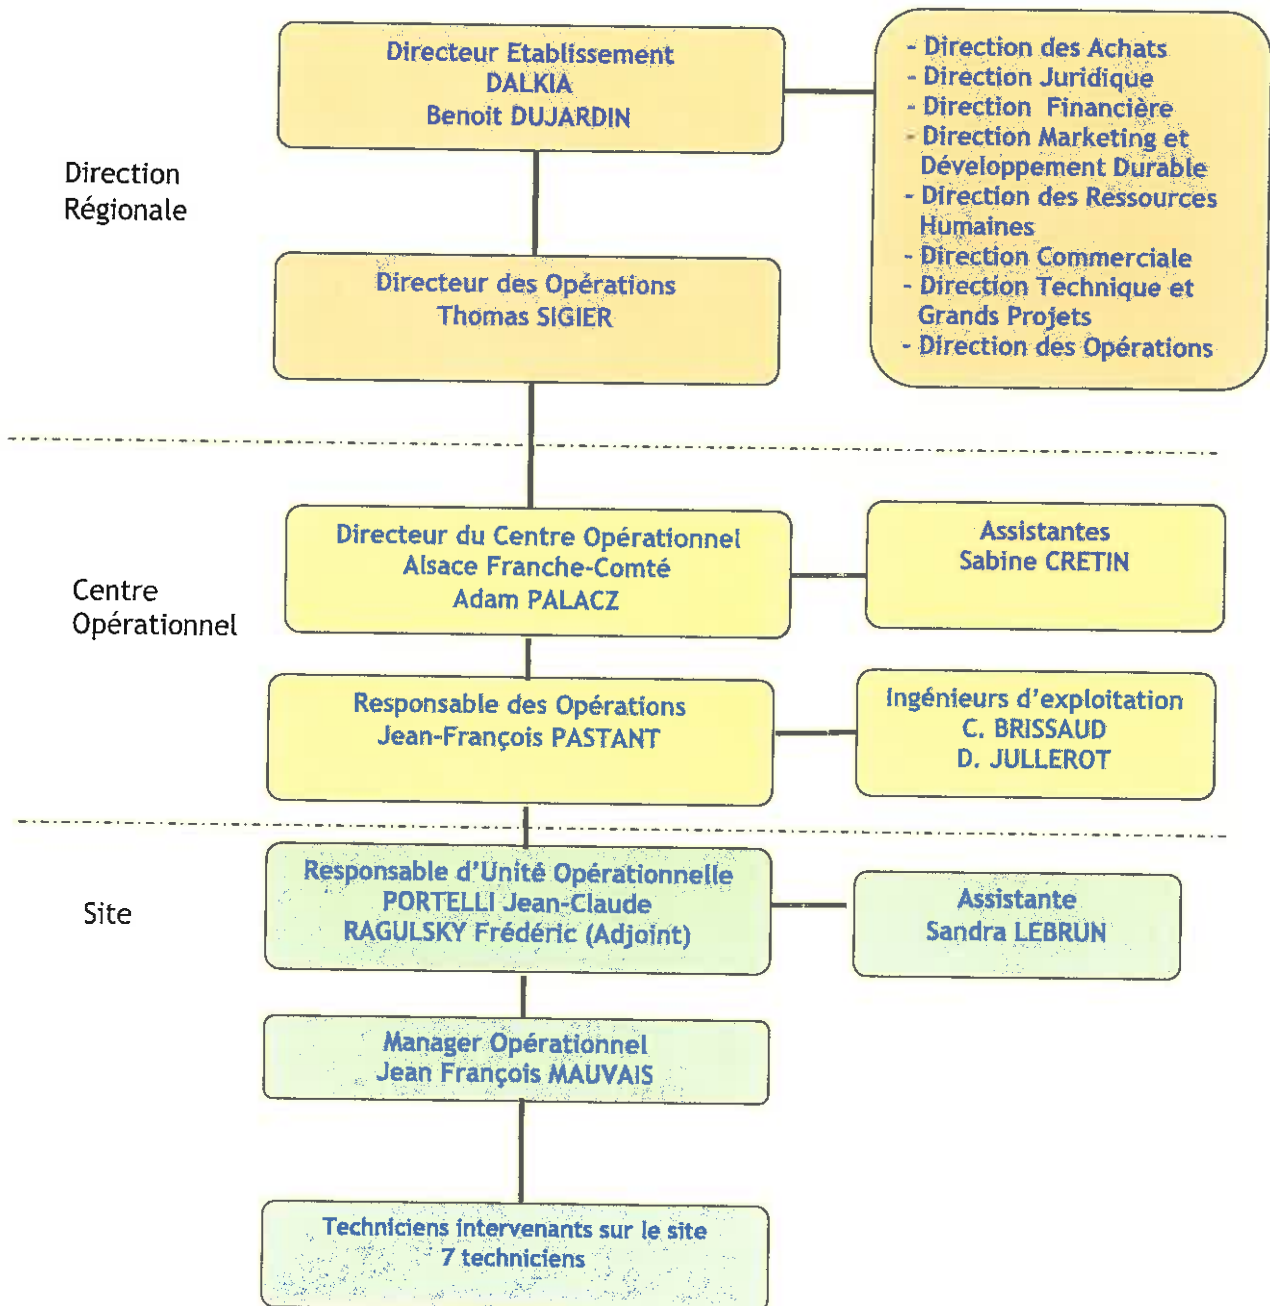 Directeur Etablissement
DALKIA
Benoit DUJARDIN
- Direction des Achats
- Direction Juridique
- Direction Financière
- Direction Marketing et
Développement Durable
- Direction des Ressources
Humaines
- Direction Commerciale
- Direction Technique et
Grands Projets
- Direction des Opérations
Direction
Régionale
Directeur des Opérations
Thomas SIGIER
Directeur du Centre Opérationnel
Alsace Franche-Comté
Adam PALACZ
Assistantes
Sabine CRETIN
Centre
Opérationnel
Responsable des Opérations
Jean-François PASTANT
Ingénieurs d'exploitation
C. BRISSAUD
D. JULLEROT
Site
Responsable d'Unité Opérationnelle
PORTELLI Jean-Claude
RAGULSKY Frédéric (Adjoint)
Assistante
Sandra LEBRUN
Manager Opérationnel
Jean François MAUVAIS
Techniciens intervenants sur le site
7 techniciens